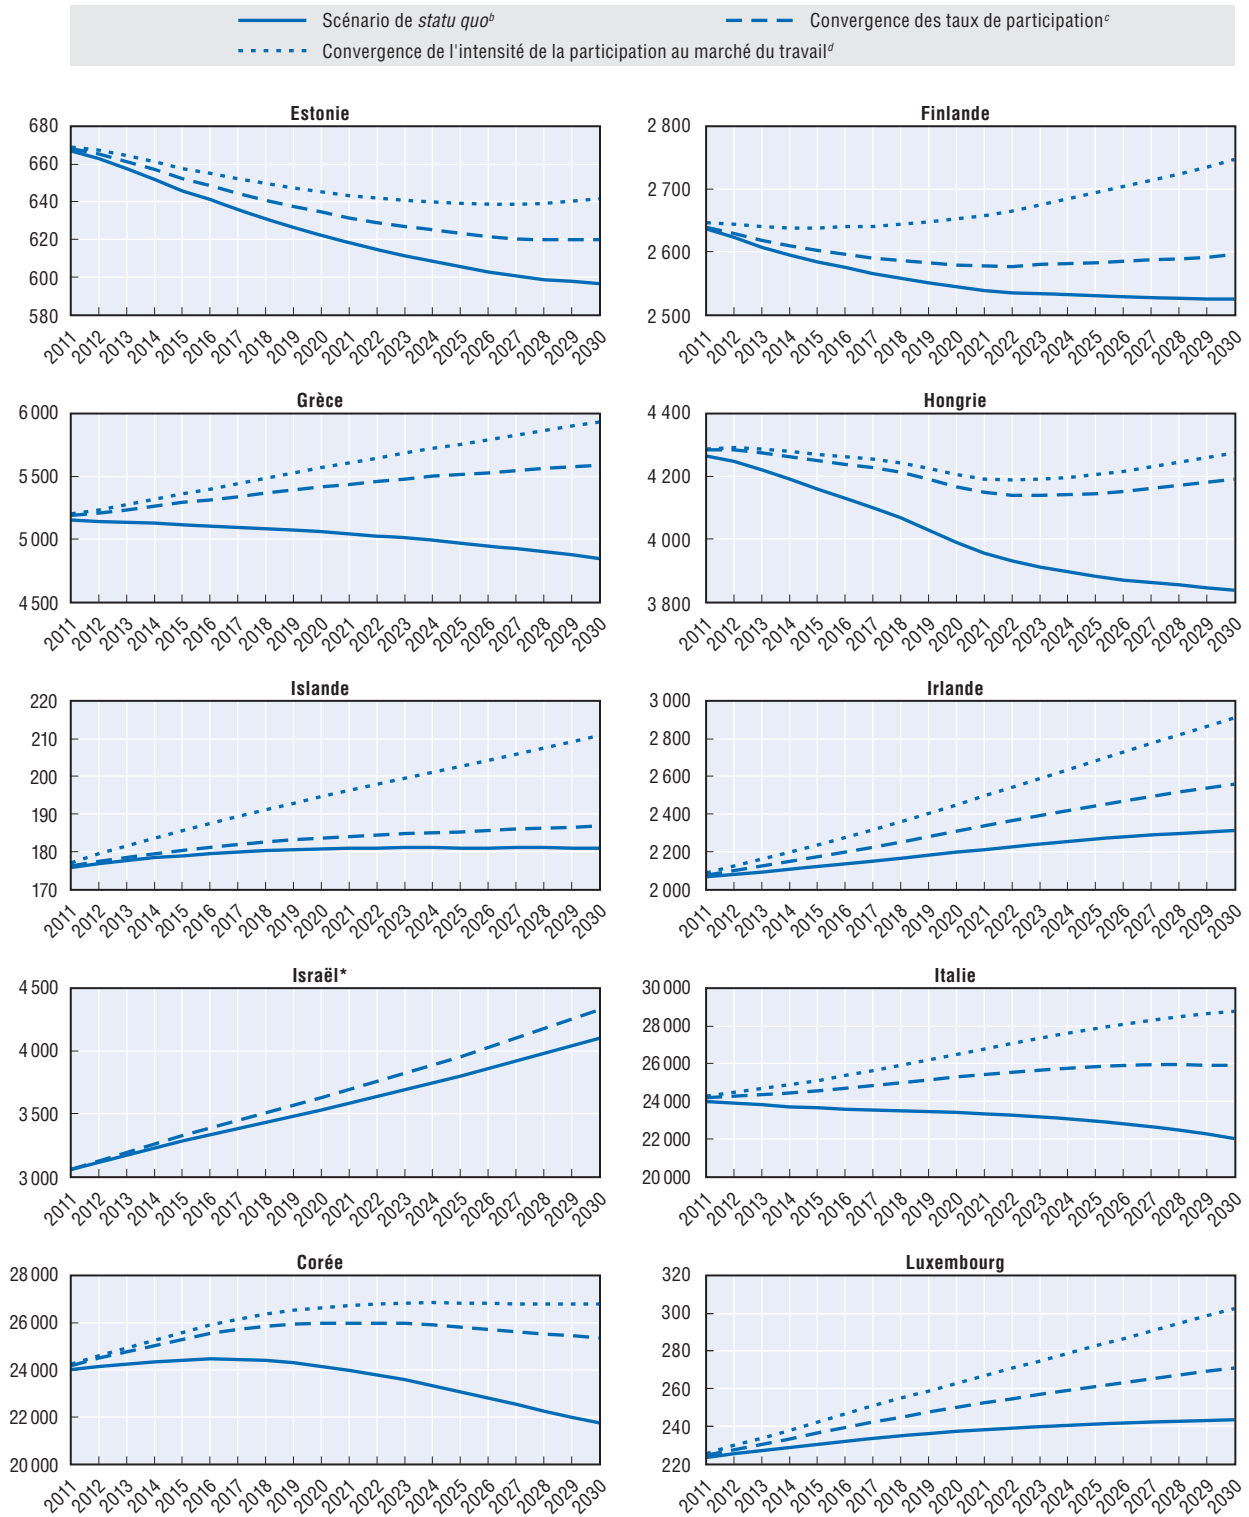 Scénario de statu quo^b
Convergence des taux de participation^c
Convergence de l'intensité de la participation au marché du travail^d
Estonie
680
660
640
620
600
580
2011 2012 2013 2014 2015 2016 2017 2018 2019 2020 2021 2022 2023 2024 2025 2026 2027 2028 2029 2030
Finlande
2 800
2 700
2 600
2 500
2011 2012 2013 2014 2015 2016 2017 2018 2019 2020 2021 2022 2023 2024 2025 2026 2027 2028 2029 2030
Grèce
6 000
5 500
5 000
4 500
2011 2012 2013 2014 2015 2016 2017 2018 2019 2020 2021 2022 2023 2024 2025 2026 2027 2028 2029 2030
Hongrie
4 400
4 200
4 000
3 800
2011 2012 2013 2014 2015 2016 2017 2018 2019 2020 2021 2022 2023 2024 2025 2026 2027 2028 2029 2030
Islande
220
210
200
190
180
170
2011 2012 2013 2014 2015 2016 2017 2018 2019 2020 2021 2022 2023 2024 2025 2026 2027 2028 2029 2030
Irlande
3 000
2 800
2 600
2 400
2 200
2 000
2011 2012 2013 2014 2015 2016 2017 2018 2019 2020 2021 2022 2023 2024 2025 2026 2027 2028 2029 2030
Israël*
4 500
4 000
3 500
3 000
2011 2012 2013 2014 2015 2016 2017 2018 2019 2020 2021 2022 2023 2024 2025 2026 2027 2028 2029 2030
Italie
30 000
28 000
26 000
24 000
22 000
20 000
2011 2012 2013 2014 2015 2016 2017 2018 2019 2020 2021 2022 2023 2024 2025 2026 2027 2028 2029 2030
Corée
28 000
26 000
24 000
22 000
20 000
2011 2012 2013 2014 2015 2016 2017 2018 2019 2020 2021 2022 2023 2024 2025 2026 2027 2028 2029 2030
Luxembourg
320
300
280
260
240
220
2011 2012 2013 2014 2015 2016 2017 2018 2019 2020 2021 2022 2023 2024 2025 2026 2027 2028 2029 2030